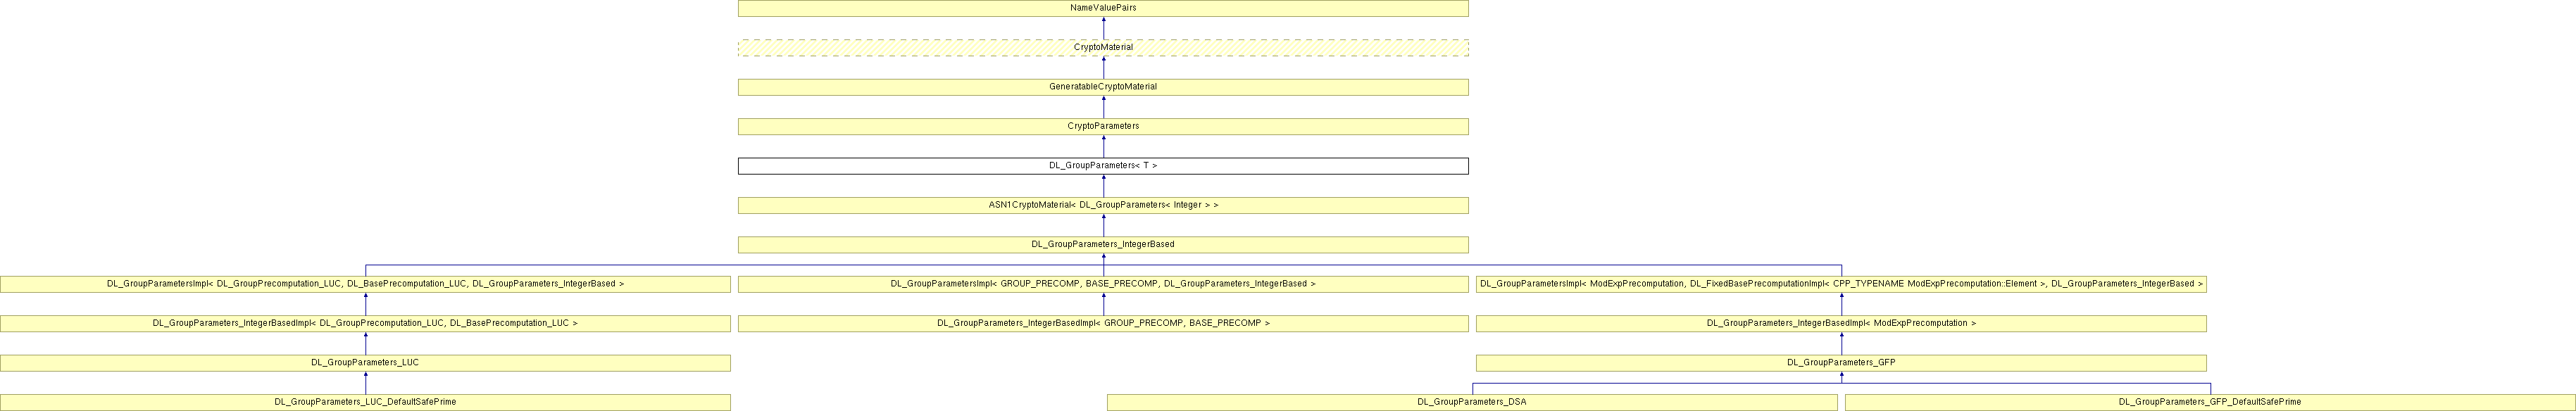 NameValuePairs
CryptoMaterial
GeneratableCryptoMaterial
CryptoParameters
DL_GroupParameters< T >
ASN1CryptoMaterial< DL_GroupParameters< Integer > >
DL_GroupParameters_IntegerBased
DL_GroupParametersImpl< DL_GroupPrecomputation_LUC, DL_BasePrecomputation_LUC, DL_GroupParameters_IntegerBased >
DL_GroupParametersImpl< GROUP_PRECOMP, BASE_PRECOMP, DL_GroupParameters_IntegerBased >
DL_GroupParametersImpl< ModExpPrecomputation, DL_FixedBasePrecomputationImpl< CPP_TYPENAME ModExpPrecomputation::Element >, DL_GroupParameters_IntegerBased >
DL_GroupParameters_IntegerBasedImpl< DL_GroupPrecomputation_LUC, DL_BasePrecomputation_LUC >
DL_GroupParameters_IntegerBasedImpl< GROUP_PRECOMP, BASE_PRECOMP >
DL_GroupParameters_IntegerBasedImpl< ModExpPrecomputation >
DL_GroupParameters_LUC
DL_GroupParameters_GFP
DL_GroupParameters_LUC_DefaultSafePrime
DL_GroupParameters_DSA
DL_GroupParameters_GFP_DefaultSafePrime